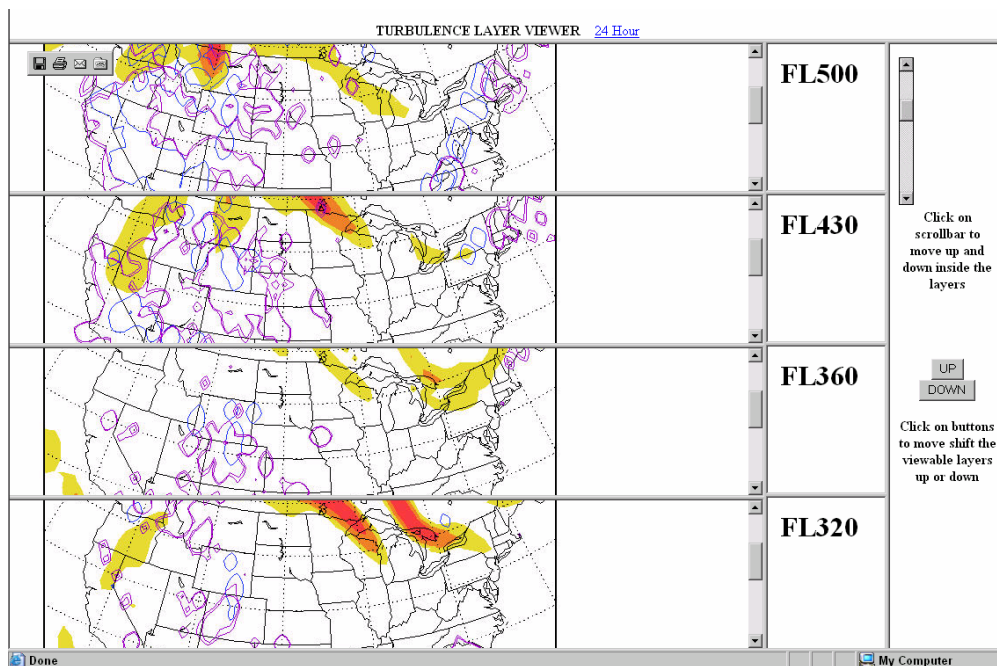 TURBULENCE LAYER VIEWER 24 Hour
FL500
FL430
FL360
FL320
Click on
scrollbar to
move up and
down inside the
layers
UP
DOWN
Click on buttons
to move shift the
viewable layers
up or down
Done
My Computer